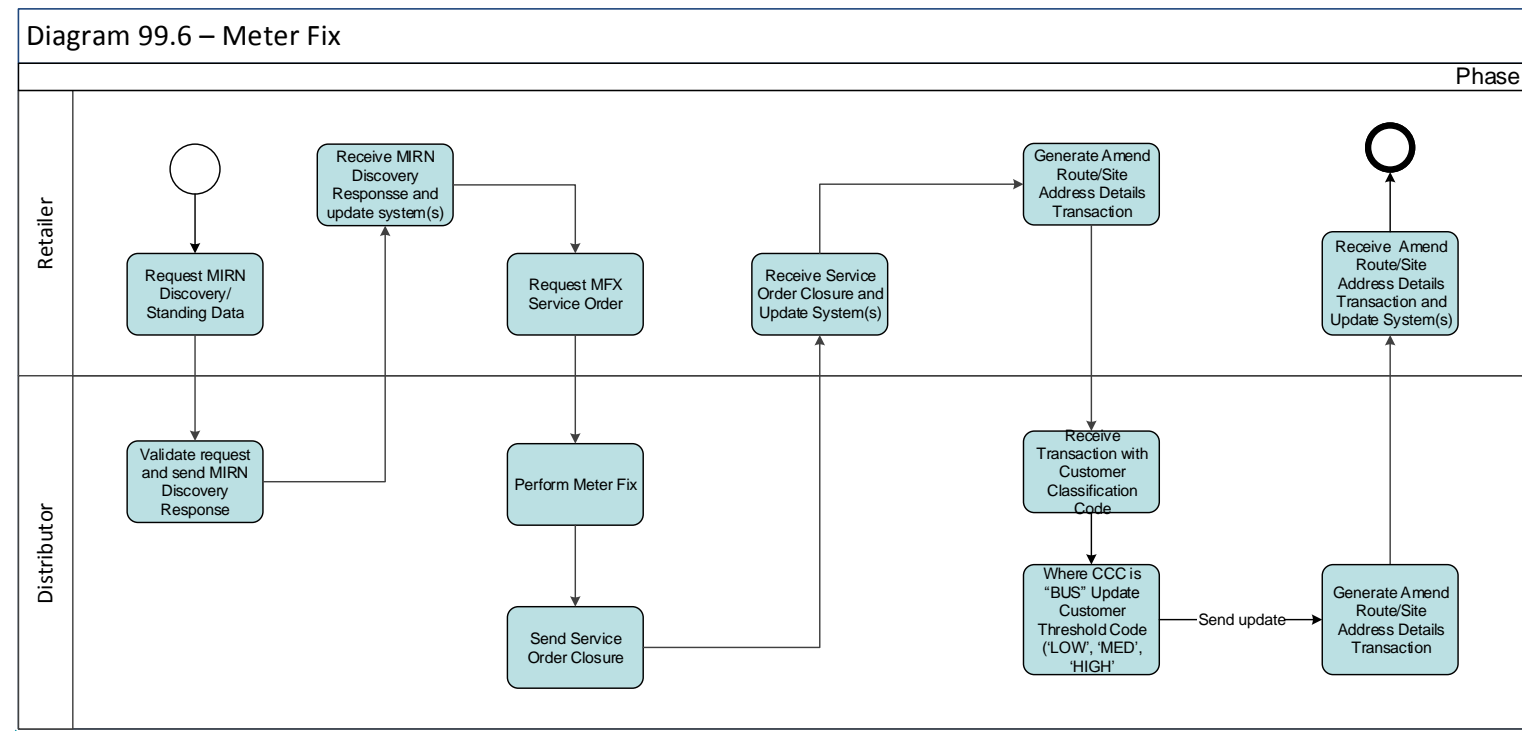 Diagram 99.6 – Meter Fix
Phase
Retailer
Request MIRN
Discovery/
Standing Data
Receive MIRN
Discovery
Responsse and
update system(s)
Request MFX
Service Order
Receive Service
Order Closure and
Update System(s)
Generate Amend
Route/Site
Address Details
Transaction
Receive Amend
Route/Site
Address Details
Transaction and
Update System(s)
Distributor
Validate request
and send MIRN
Discovery
Response
Perform Meter Fix
Send Service
Order Closure
Receive
Transaction with
Customer
Classification
Code
Where CCC is
“BUS” Update
Customer
Threshold Code
(‘LOW’, ‘MED’,
‘HIGH’
Send update
Generate Amend
Route/Site
Address Details
Transaction